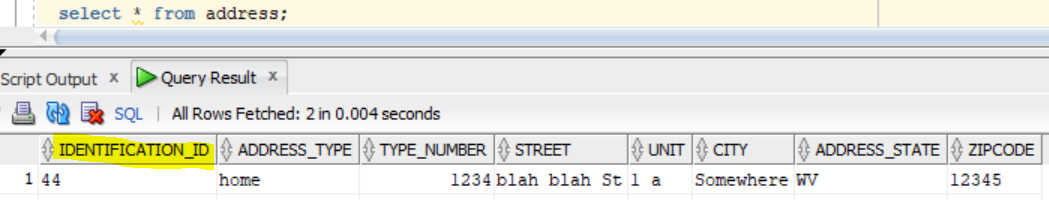 select * from address;
Script Output x Query Result x
SQL | All Rows Fetched: 2 in 0.004 seconds
IDENTIFICATION_ID ADDRESS_TYPE TYPE_NUMBER STREET UNIT CITY ADDRESS_STATE ZIPCODE
1 44 home 1234 blah blah St 1 a Somewhere WV 12345